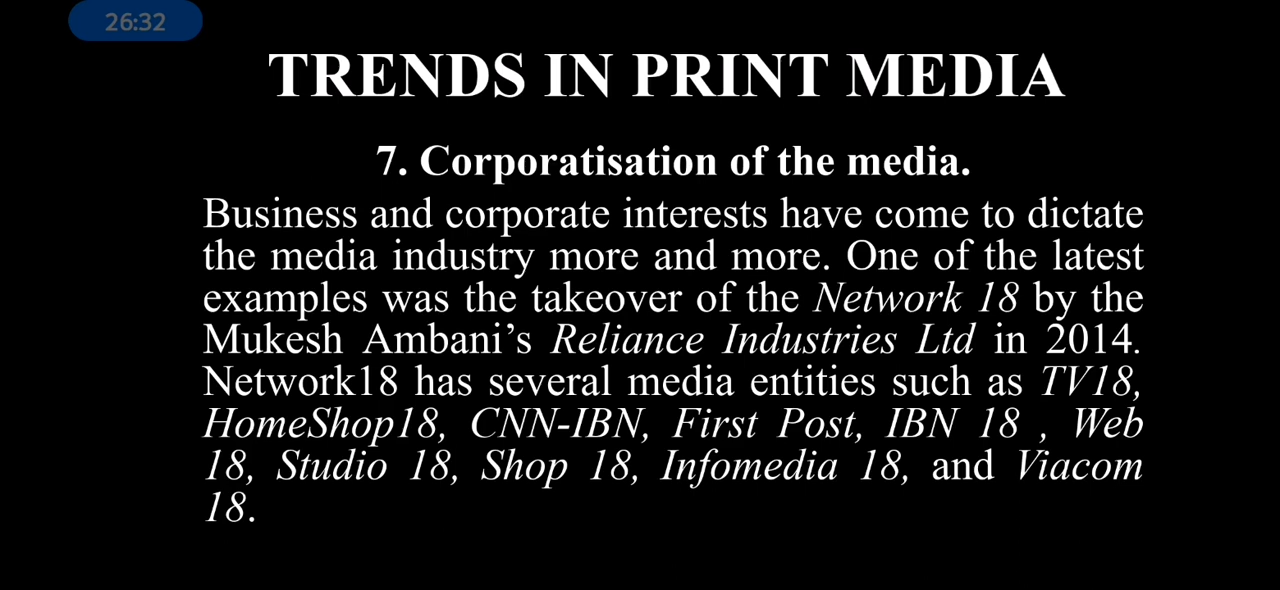 26:32
TRENDS IN PRINT MEDIA
7. Corporatisation of the media.
Business and corporate interests have come to dictate
the media industry more and more. One of the latest
examples was the takeover of the Network 18 by the
Mukesh Ambani’s Reliance Industries Ltd in 2014.
Network18 has several media entities such as TV18,
HomeShop18, CNN-IBN, First Post, IBN 18 , Web
18, Studio 18, Shop 18, Infomedia 18, and Viacom
18.